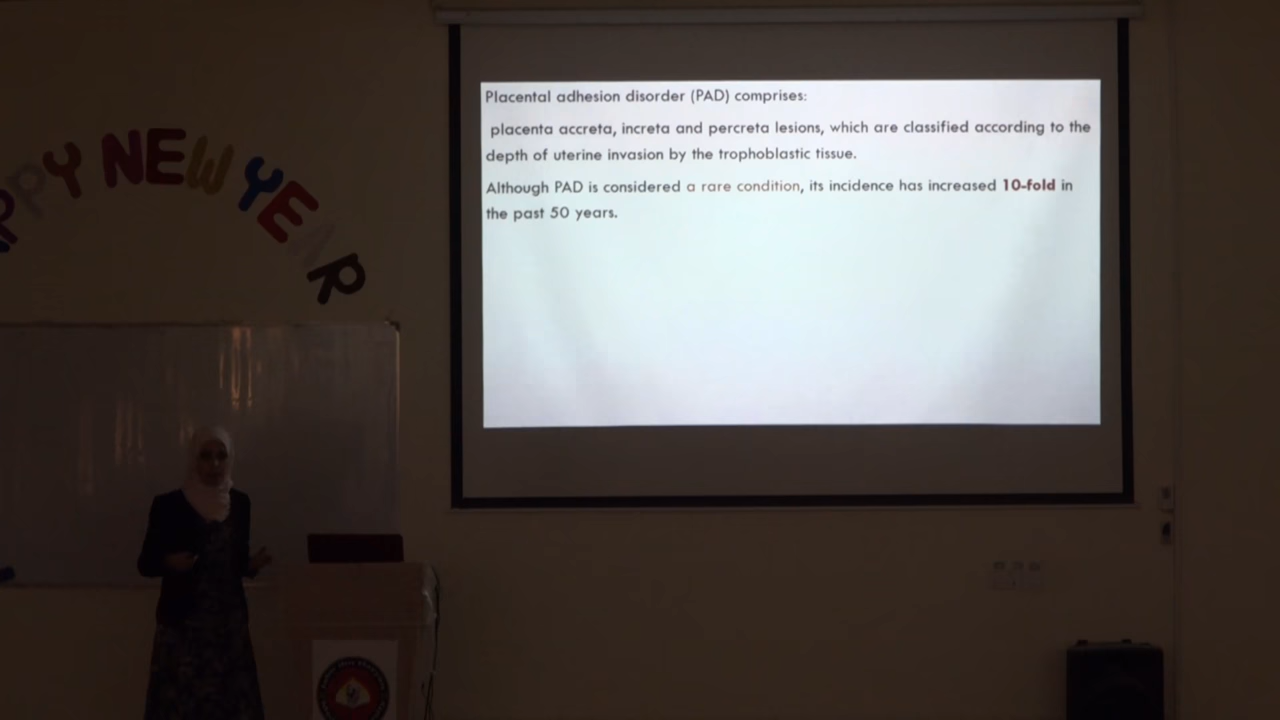 PPY NEW YEAR
Placental adhesion disorder (PAD) comprises:
placenta accreta, increta and percreta lesions, which are classified according to the
depth of uterine invasion by the trophoblastic tissue.
Although PAD is considered a rare condition, its incidence has increased 10-fold in
the past 50 years.